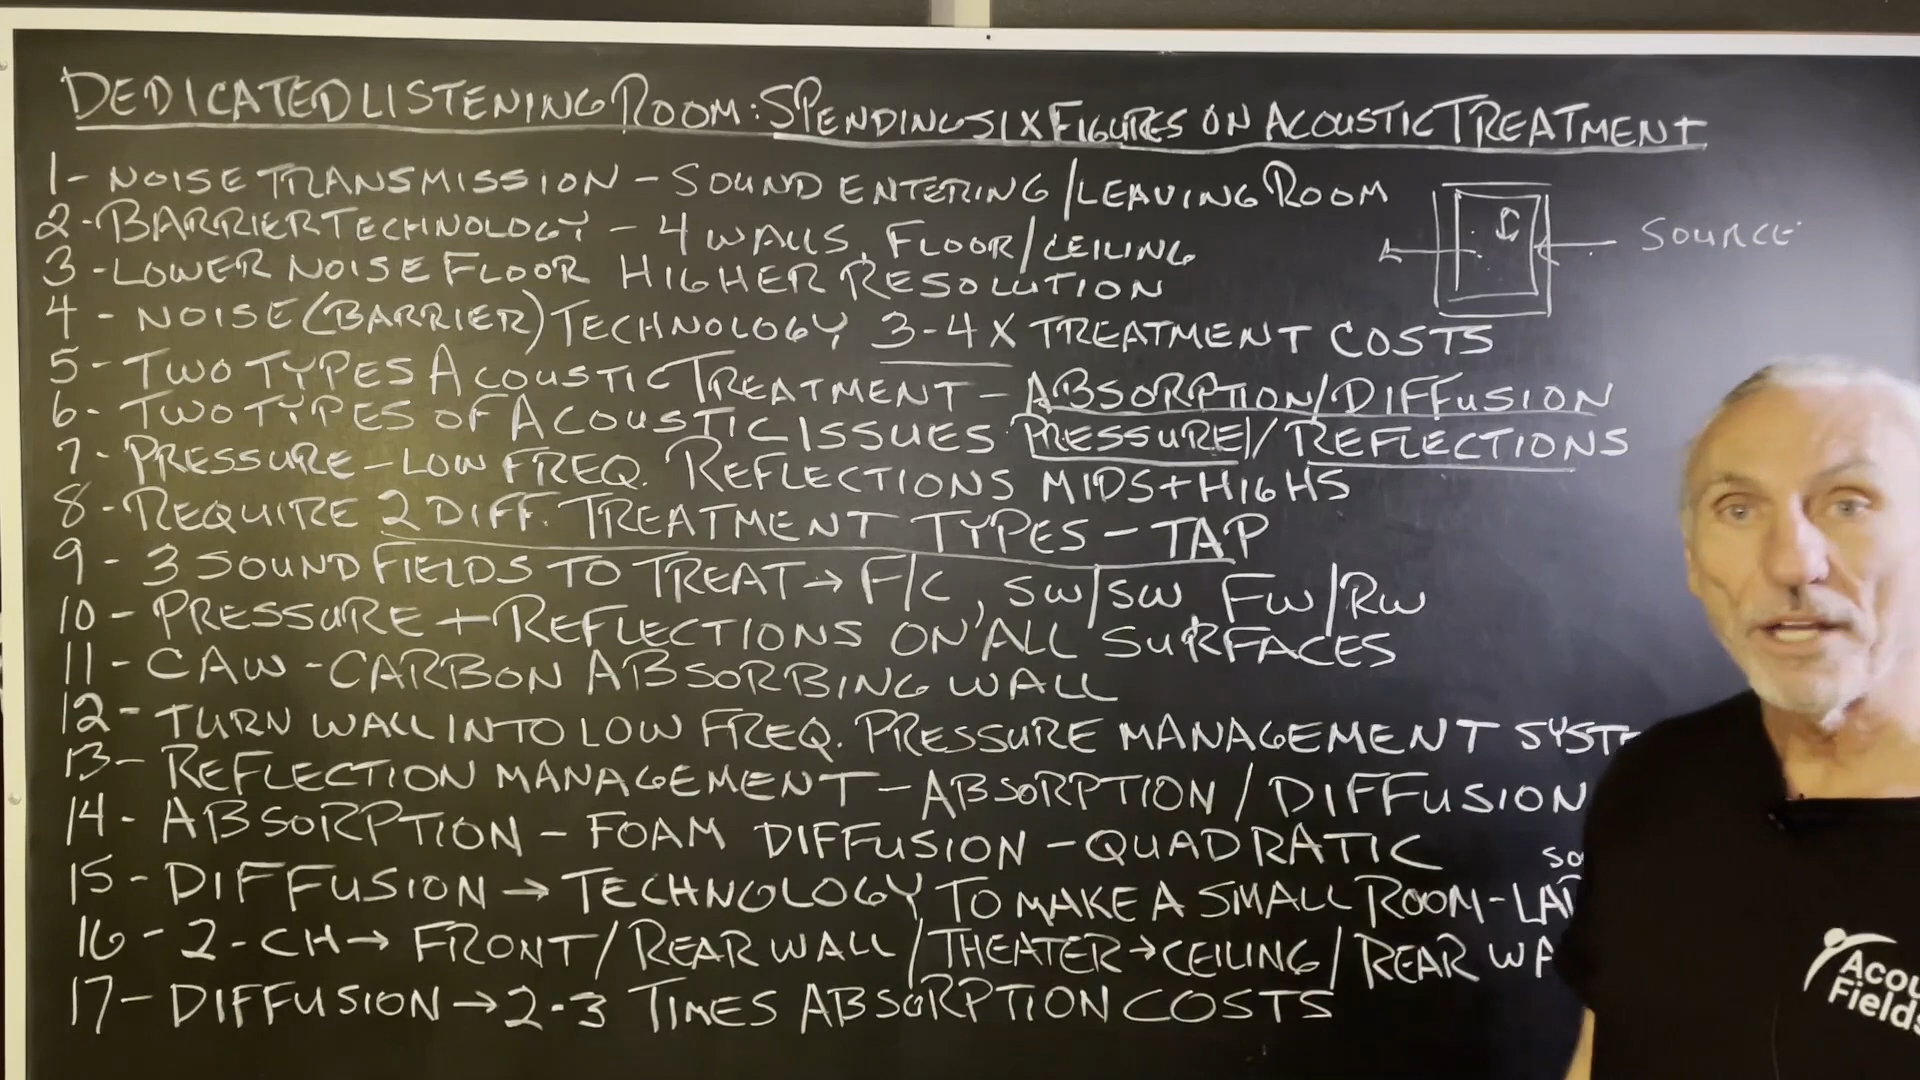 DEDICATED LISTENING ROOM: SPENDING SIX FIGURES ON ACOUSTIC TREATMENT
1- NOISE TRANSMISSION - SOUND ENTERING/LEAVING ROOM
2- BARRIER TECHNOLOGY - 4 WALLS, FLOOR/CEILING
SOURCE
3- LOWER NOISE FLOOR HIGHER RESOLUTION
4- NOISE (BARRIER) TECHNOLOGY 3-4X TREATMENT COSTS
5- TWO TYPES ACOUSTIC TREATMENT - ABSORPTION/DIFFUSION
6- TWO TYPES OF ACOUSTIC ISSUES PRESSURE/REFLECTIONS
7- PRESSURE - LOW FREQ. REFLECTIONS MIDS+HIGHS
8- REQUIRE 2 DIFF. TREATMENT TYPES - TAP
9- 3 SOUND FIELDS TO TREAT → F/C, SW/SW, FW/RW
10- PRESSURE + REFLECTIONS ON ALL SURFACES
11- CAW - CARBON ABSORBING WALL
12- TURN WALL INTO LOW FREQ. PRESSURE MANAGEMENT SYSTE
13- REFLECTION MANAGEMENT - ABSORPTION/DIFFUSION
14- ABSORPTION - FOAM DIFFUSION - QUADRATIC
15- DIFFUSION → TECHNOLOGY TO MAKE A SMALL ROOM -
16- 2-CH → FRONT/REAR WALL/THEATER → CEILING/REAR WA
17- DIFFUSION → 2-3 TIMES ABSORPTION COSTS
Acou
Fields